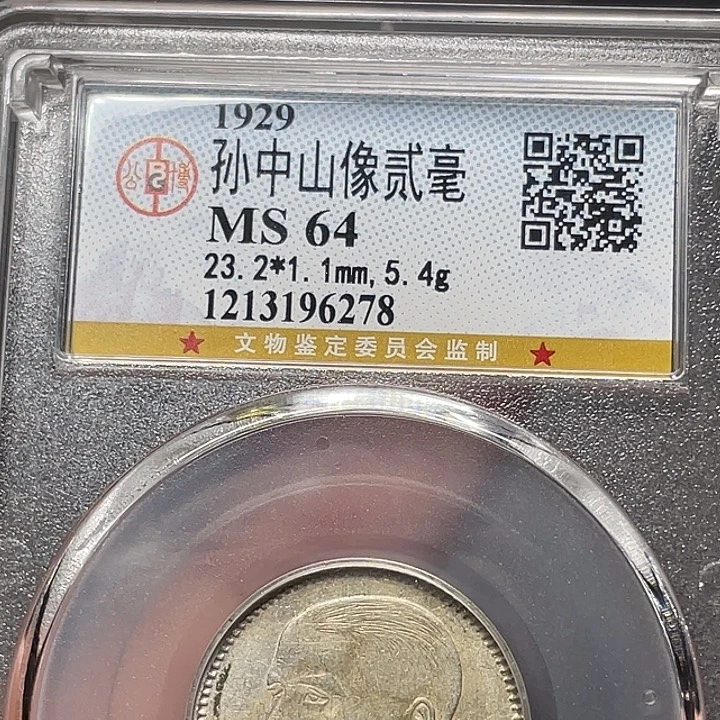 1929
孙中山像贰毫
MS 64
23.2*1.1mm,5.4g
1213196278
★ 文物鉴定委员会监制 ★